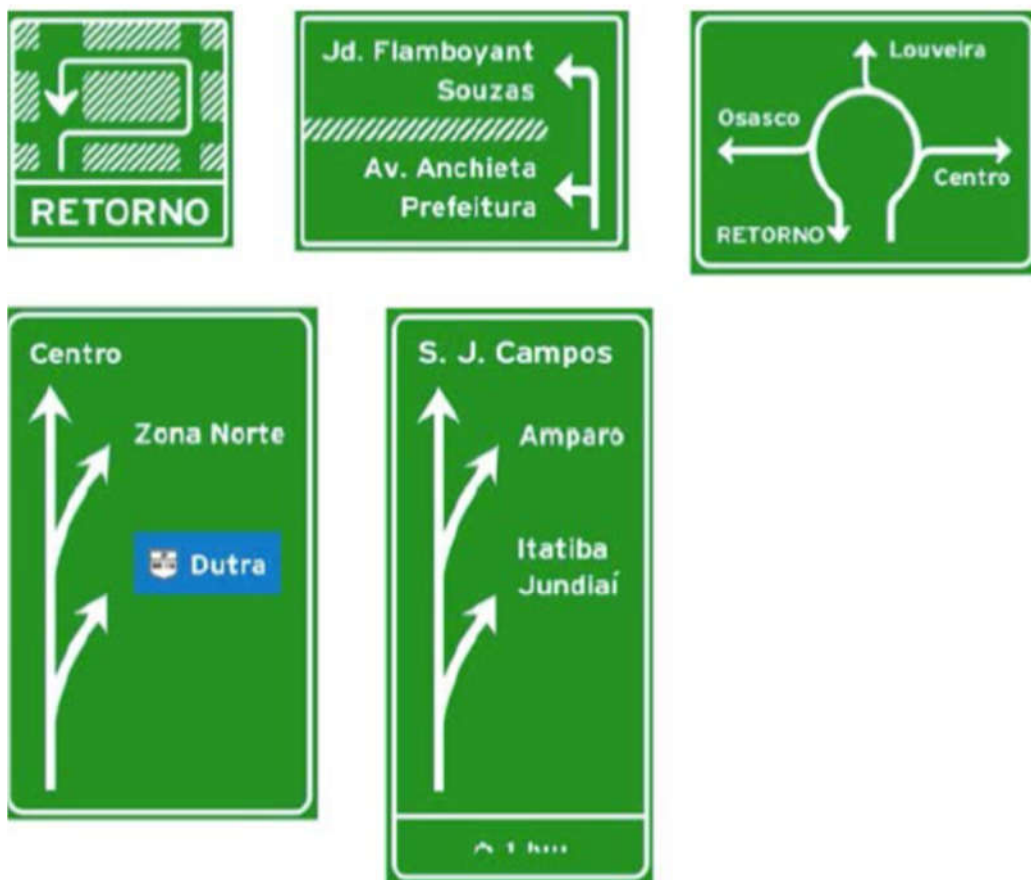 RETORNO
Jd. Flamboyant
Souzas
Av. Anchieta
Prefeitura
Louveira
Osasco
Centro
RETORNO
Centro
Zona Norte
Dutra
S. J. Campos
Amparo
Itatiba
Jundiaí